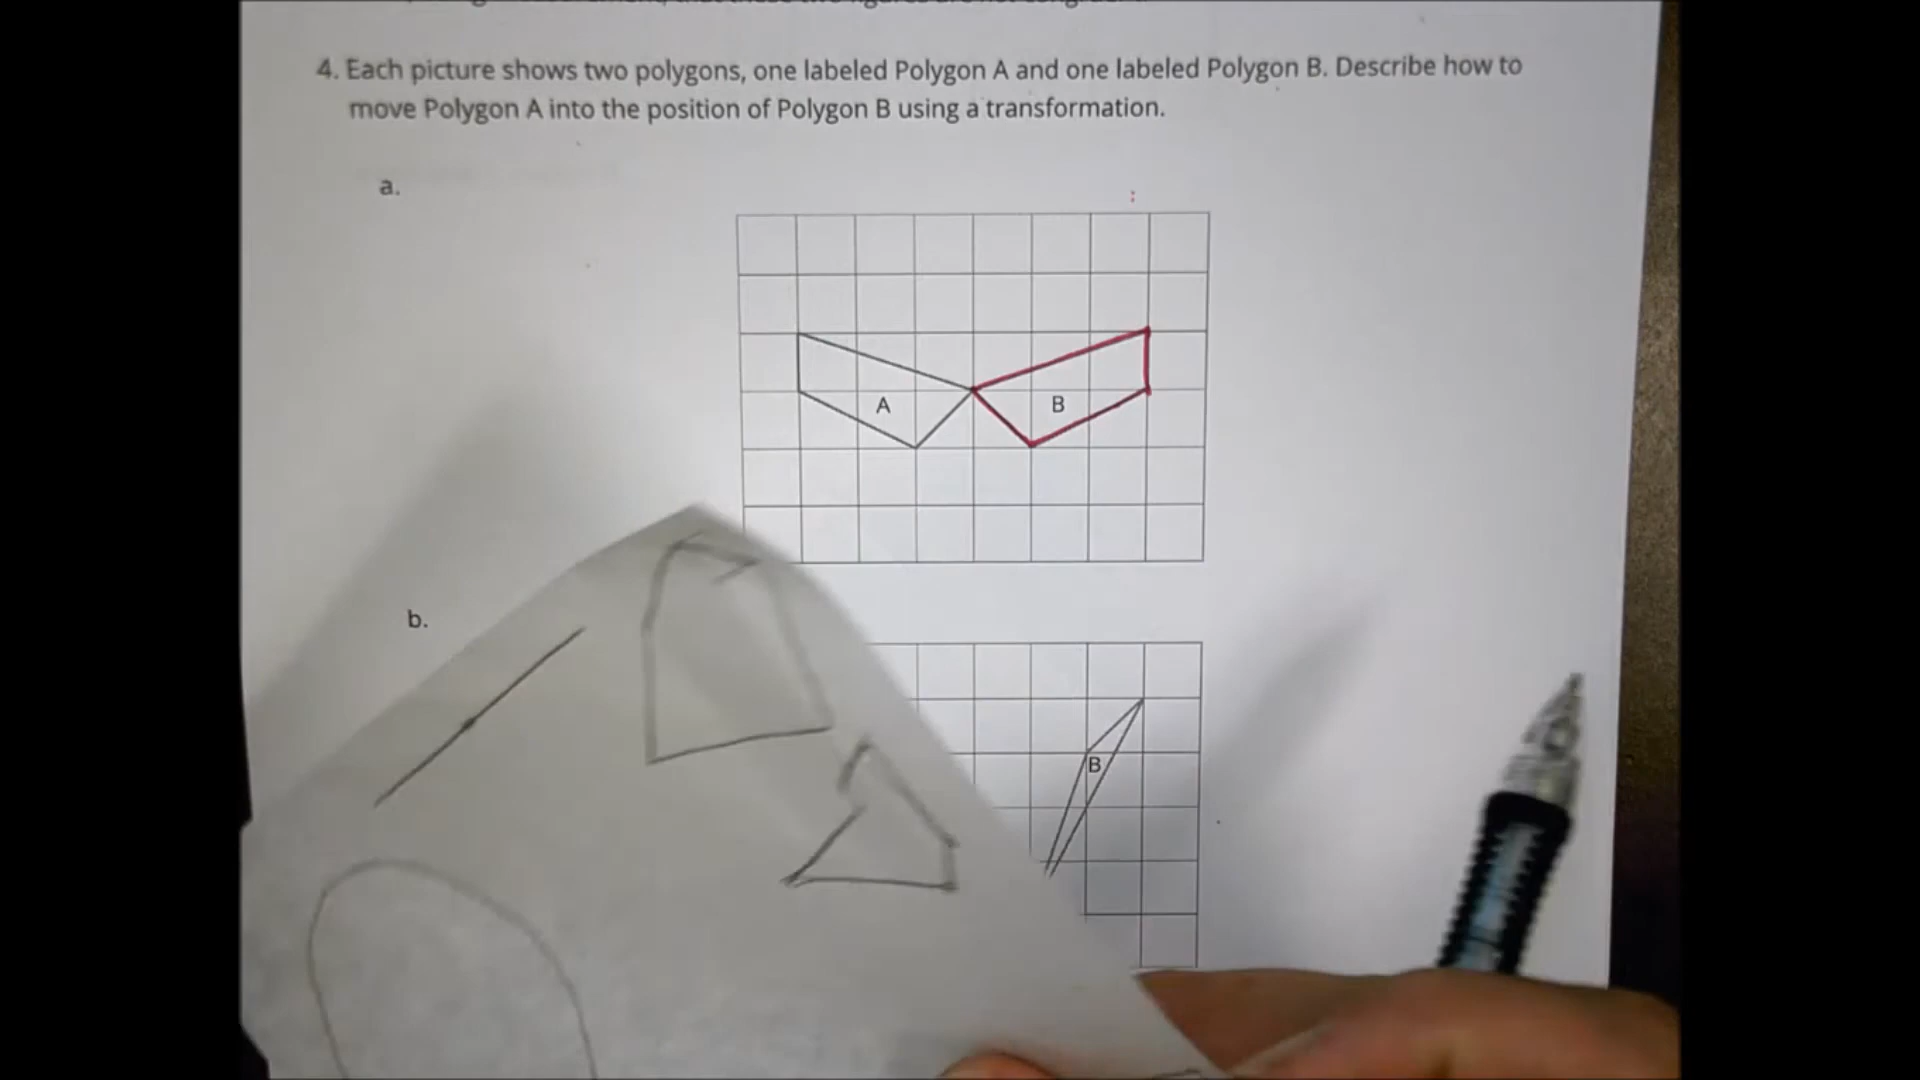 4. Each picture shows two polygons, one labeled Polygon A and one labeled Polygon B. Describe how to
move Polygon A into the position of Polygon B using a transformation.
a.
A
B
b.
B